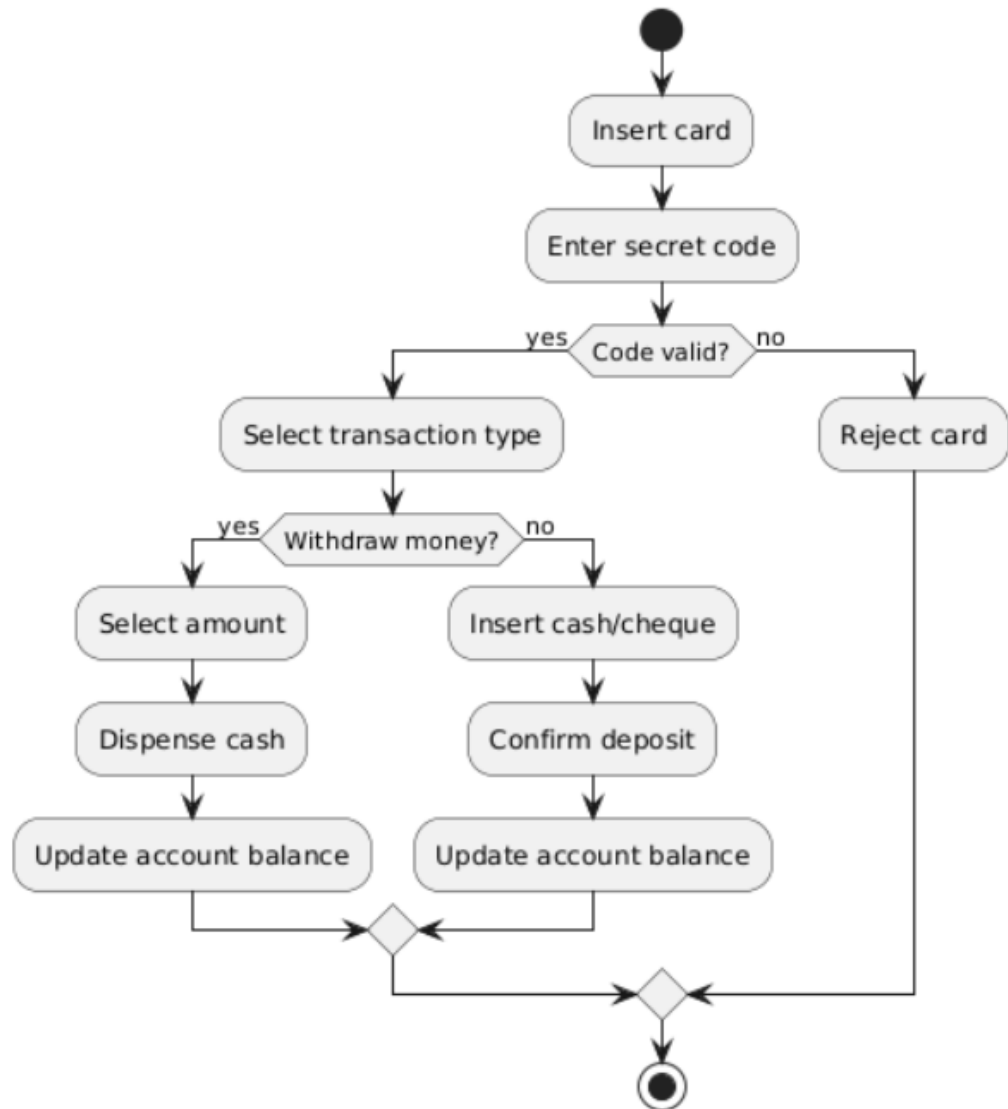 Insert card
Enter secret code
yes
Code valid?
no
Select transaction type
Reject card
yes
Withdraw money?
no
Select amount
Insert cash/cheque
Dispense cash
Confirm deposit
Update account balance
Update account balance